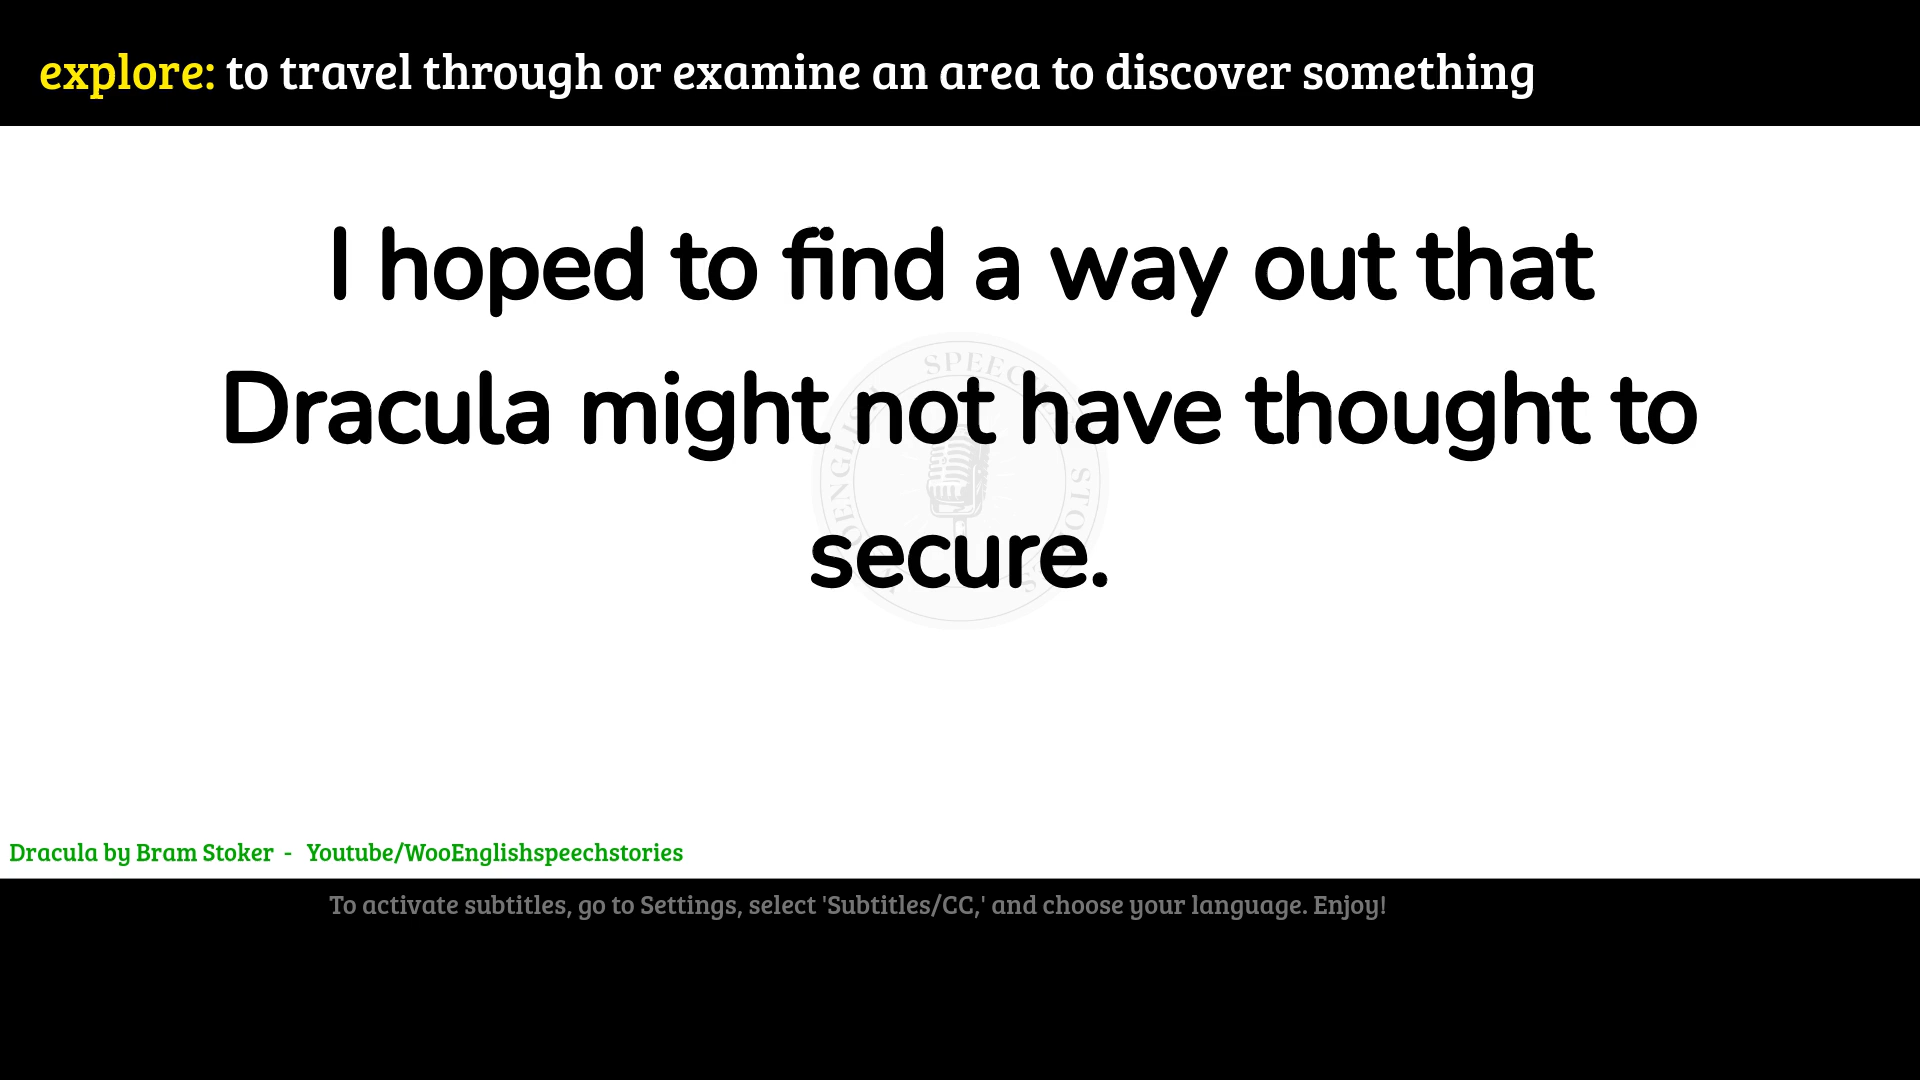 explore: to travel through or examine an area to discover something
I hoped to find a way out that
Dracula might not have thought to
secure.
Dracula by Bram Stoker - Youtube/WooEnglishspeechstories
To activate subtitles, go to Settings, select 'Subtitles/CC,' and choose your language. Enjoy!